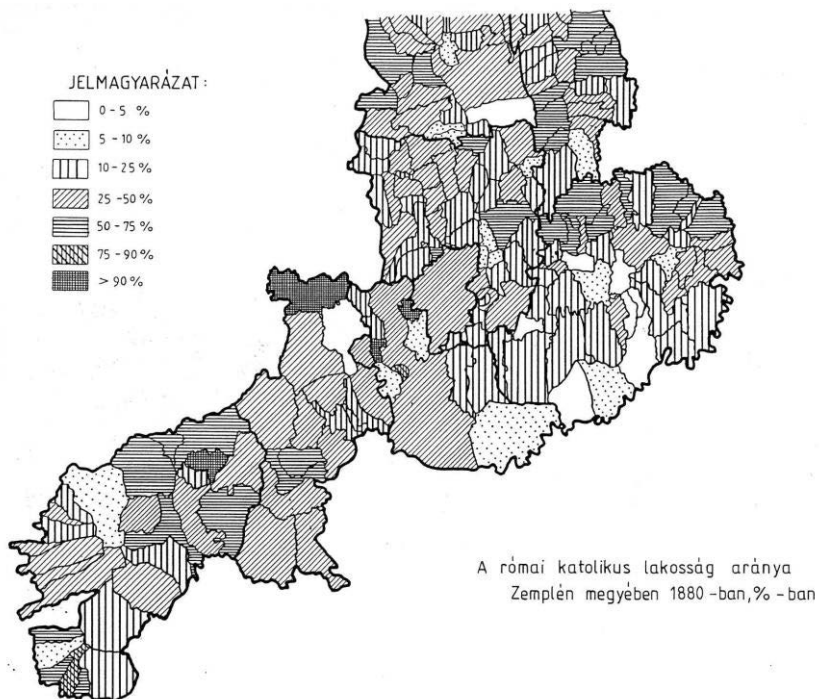 JELMAGYARÁZAT:
0-5 %
5-10 %
10-25 %
25-50 %
50-75 %
75-90 %
> 90 %
A római katolikus lakosság aránya
Zemplén megyében 1880-ban, %-ban